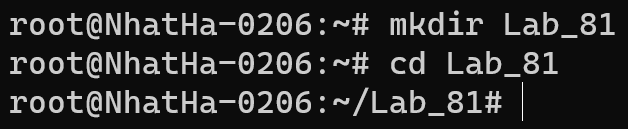 root@NhatHa-0206:~# mkdir Lab_81
root@NhatHa-0206:~# cd Lab_81
root@NhatHa-0206:~/Lab_81#